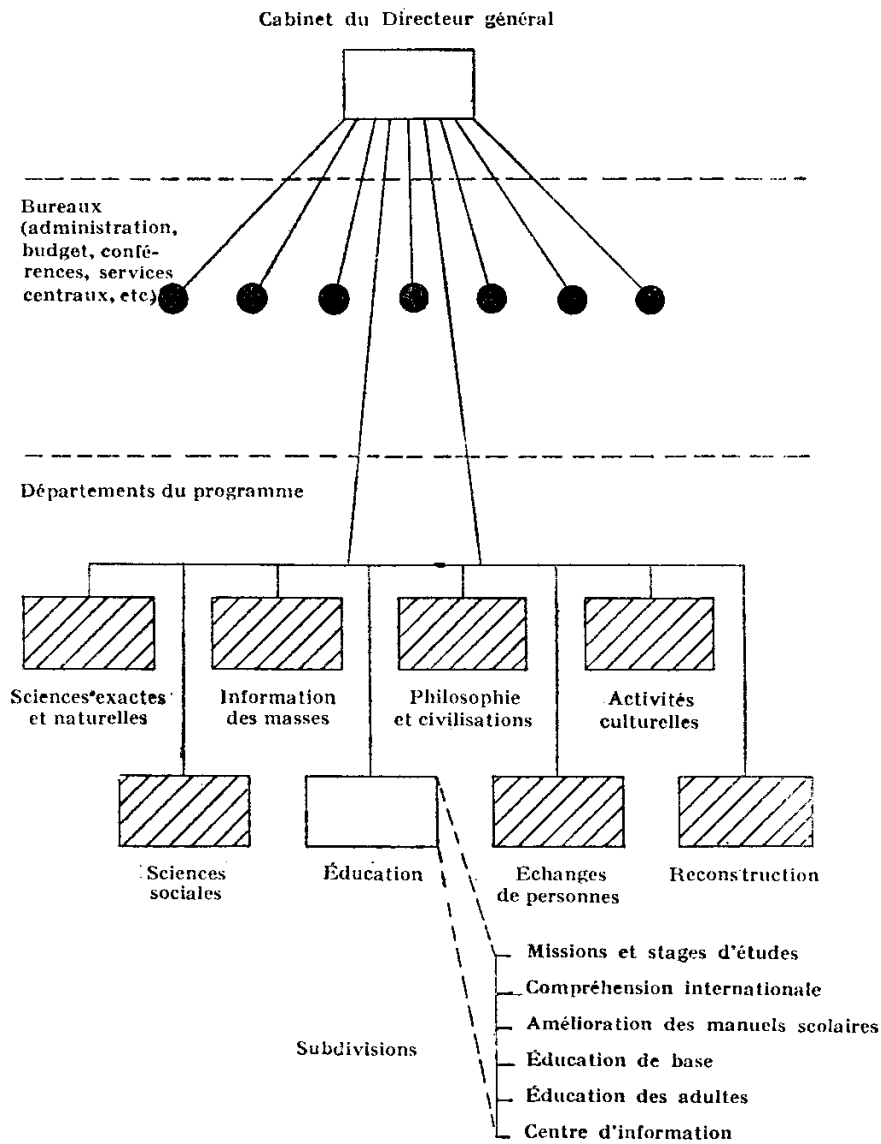 Cabinet du Directeur général
Bureaux
(administration,
budget, confé-
rences, services
centraux, etc.)
Départements du programme
Sciences exactes
et naturelles
Information
des masses
Philosophie
et civilisations
Activités
culturelles
Sciences
sociales
Éducation
Echanges
de personnes
Reconstruction
Subdivisions
Missions et stages d'études
Compréhension internationale
Amélioration des manuels scolaires
Éducation de base
Éducation des adultes
Centre d'information